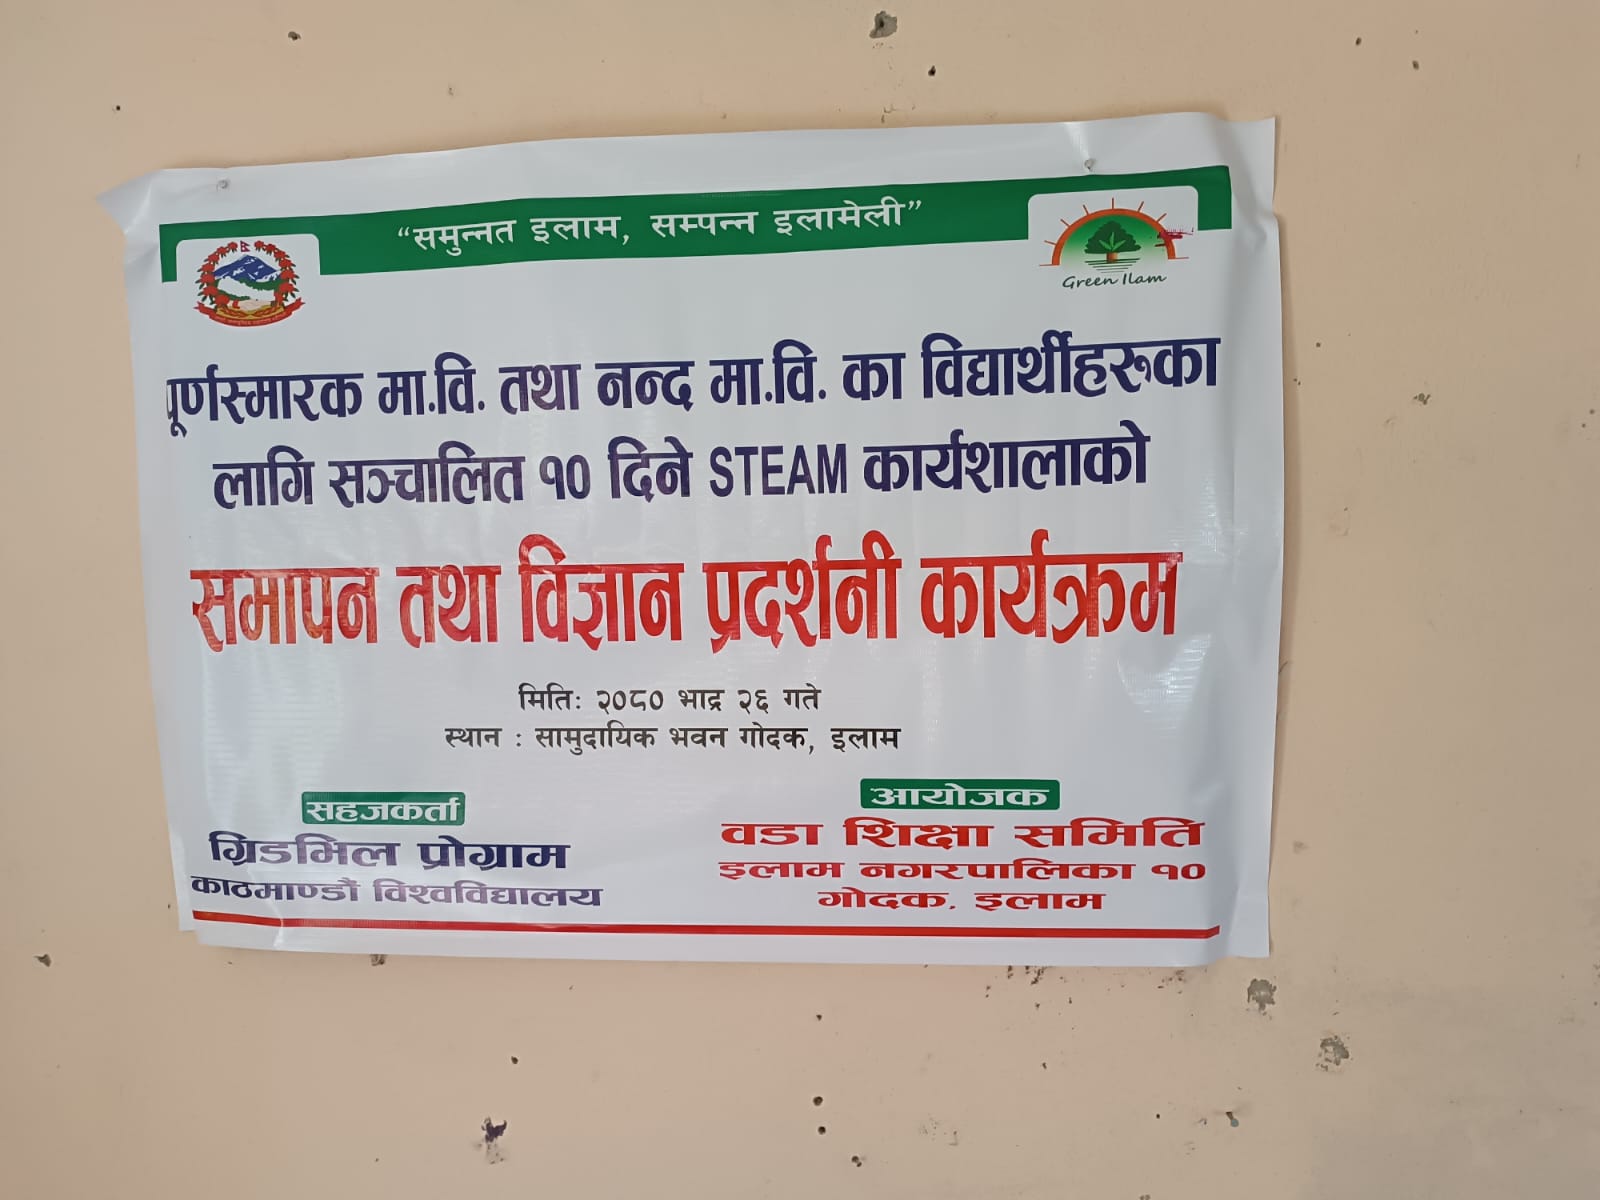 “समुन्नत इलाम, सम्पन्न इलामेली”
Green Ilam
पूर्णस्मारक मा.वि. तथा नन्द मा.वि. का विद्यार्थीहरुका
लागि सञ्चालित १० दिने STEAM कार्यशालाको
समापन तथा विज्ञान प्रदर्शनी कार्यक्रम
मितिः २०८० भाद्र २६ गते
स्थान : सामुदायिक भवन गोदक, इलाम
सहजकर्ता
ग्रिडमिल प्रोग्राम
काठमाण्डौं विश्वविद्यालय
आयोजक
वडा शिक्षा समिति
इलाम नगरपालिका १०
गोदक, इलाम